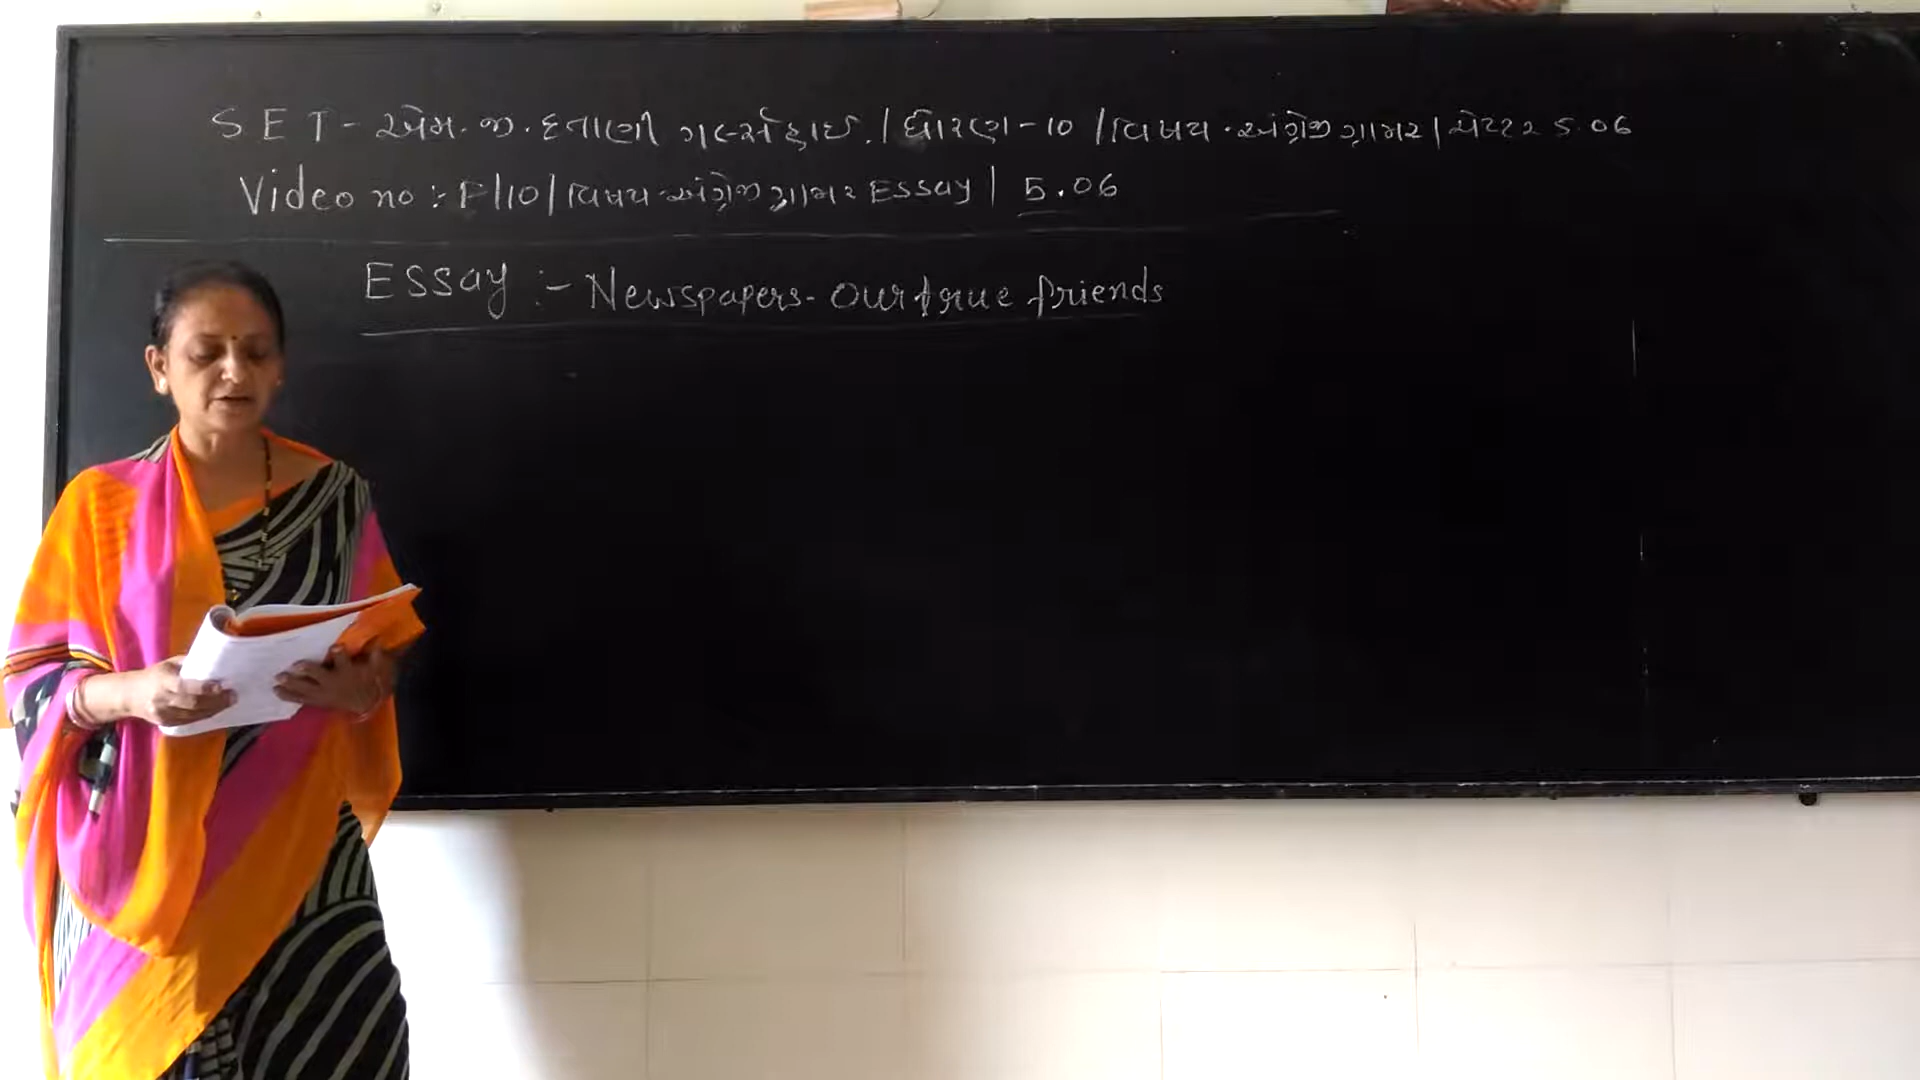 SET - એમ. જી. દત્તાણી ગર્લ્સ હાઇ. / ધોરણ - 10 / વિષય. અંગ્રેજી ગ્રામર / ચેપ્ટર 5.06
Video no :- F/10 / વિષય - અંગ્રેજી ગ્રામર Essay / 5.06
Essay :- Newspapers - Our true friends